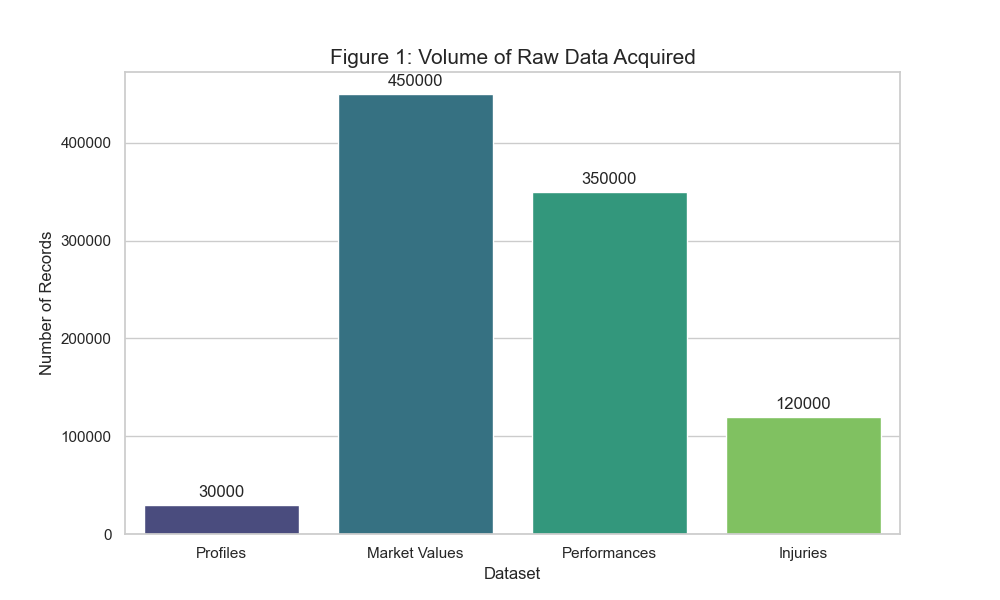 Figure 1: Volume of Raw Data Acquired
450000
350000
120000
30000
Number of Records
400000
300000
200000
100000
0
Profiles
Market Values
Performances
Injuries
Dataset